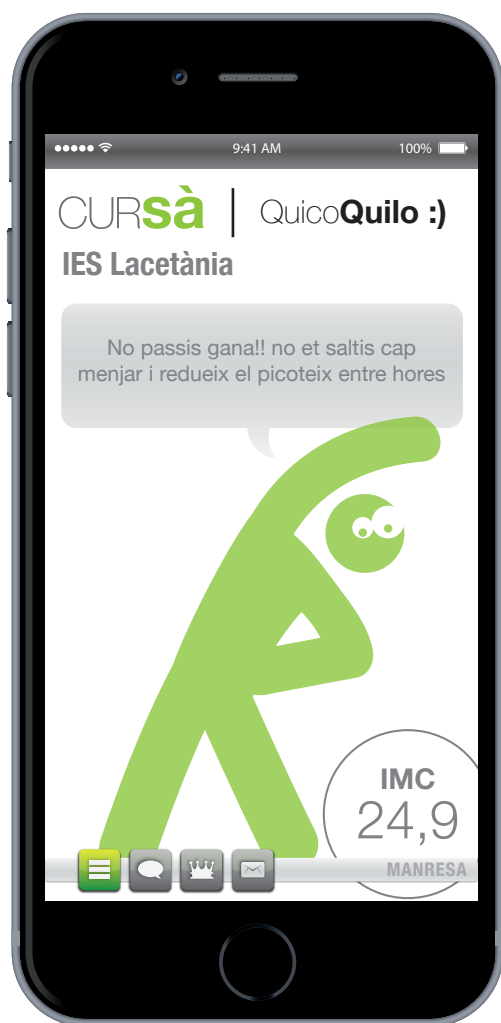 9:41 AM 100%
CURsà | QuicoQuilo :)
IES Lacetània
No passis gana!! no et saltis cap
menjar i redueix el picoteix entre hores
IMC
24,9
MANRESA